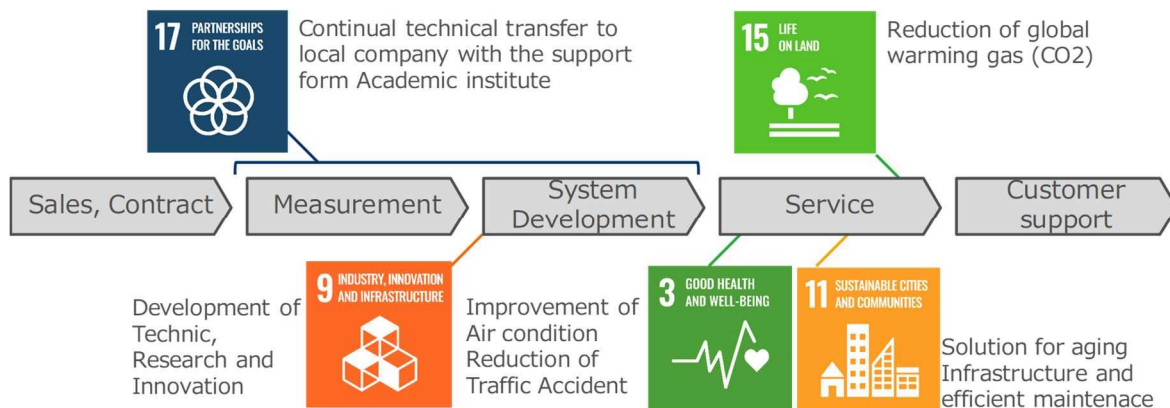 17 PARTNERSHIPS
FOR THE GOALS
Continual technical transfer to
local company with the support
form Academic institute
15 LIFE
ON LAND
Reduction of global
warming gas (CO2)
Sales, Contract
Measurement
System
Development
Service
Customer
support
Development of
Technic,
Research and
Innovation
9 INDUSTRY, INNOVATION
AND INFRASTRUCTURE
Improvement of
Air condition
Reduction of
Traffic Accident
3 GOOD HEALTH
AND WELL-BEING
11 SUSTAINABLE CITIES
AND COMMUNITIES
Solution for aging
Infrastructure and
efficient maintenace